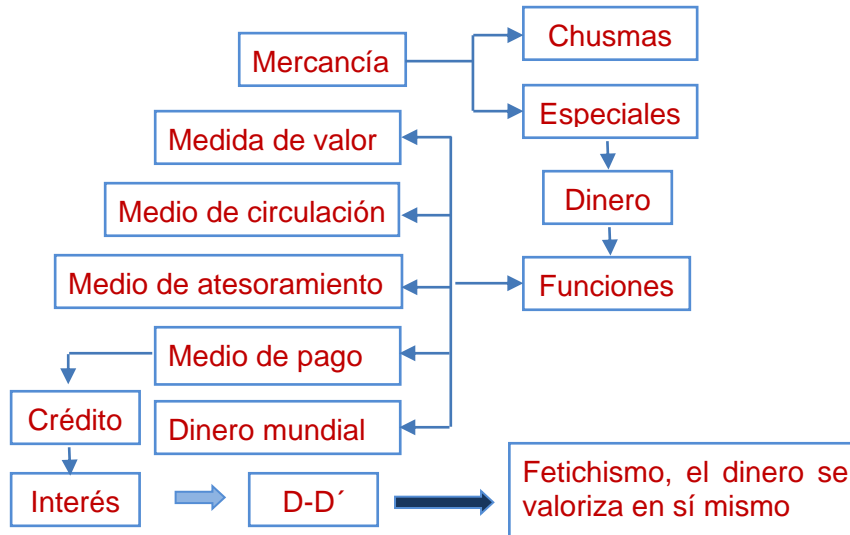 Chusmas
Mercancía
Especiales
Medida de valor
Dinero
Medio de circulación
Medio de atesoramiento
Funciones
Medio de pago
Crédito
Dinero mundial
Interés
D-D´
Fetichismo, el dinero se
valoriza en sí mismo